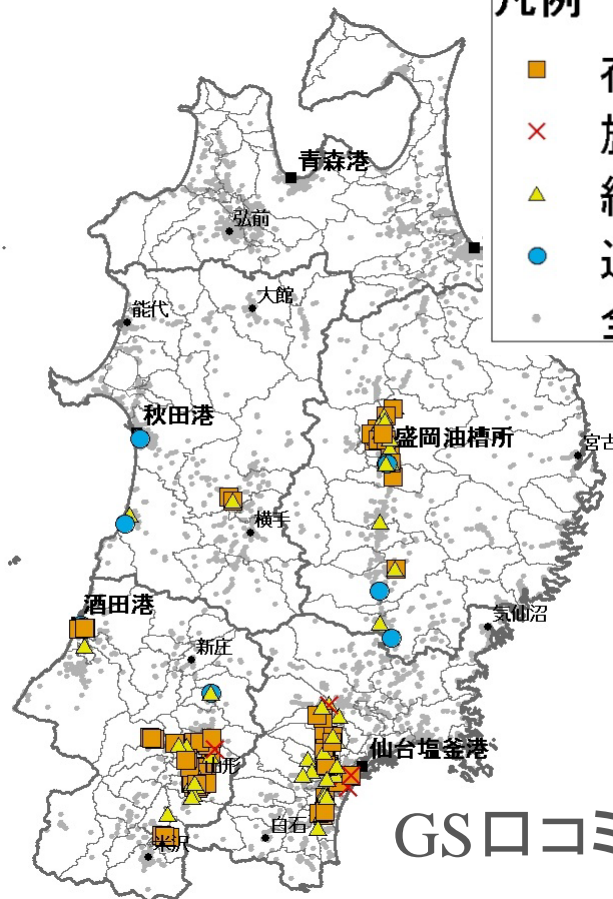 凡例
青森港
弘前
能代
大館
秋田港
盛岡油槽所
宮古
横手
酒田港
気仙沼
新庄
仙台塩釜港
山形
白石
米沢
GS口コミ